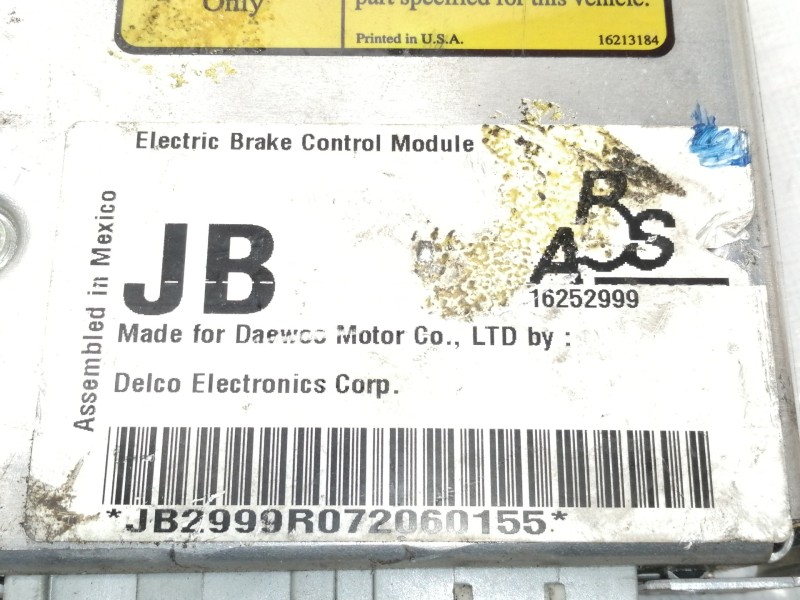 Only
part specified for this vehicle.
Printed in U.S.A.
16213184
Electric Brake Control Module
Assembled in Mexico
JB
ABS
16252999
Made for Daewoo Motor Co., LTD by :
Delco Electronics Corp.
*JB2999R072060155*